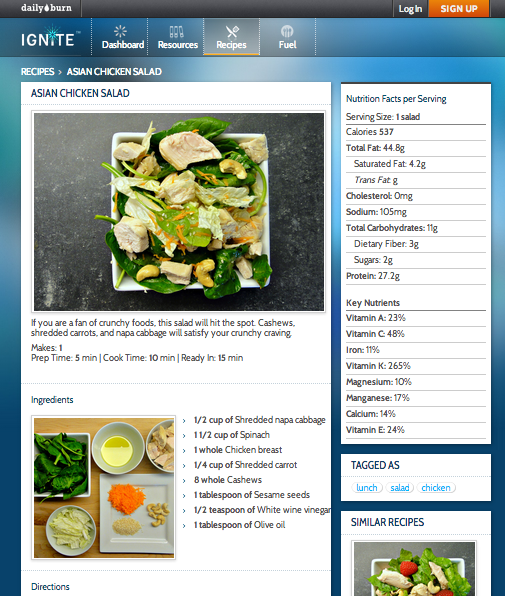 daily burn
Log In
SIGN UP
IGNITE™
Dashboard
Resources
Recipes
Fuel
RECIPES › ASIAN CHICKEN SALAD
ASIAN CHICKEN SALAD
If you are a fan of crunchy foods, this salad will hit the spot. Cashews,
shredded carrots, and napa cabbage will satisfy your crunchy craving.
Makes: 1
Prep Time: 5 min | Cook Time: 10 min | Ready In: 15 min
Ingredients
› 1/2 cup of Shredded napa cabbage
› 1 1/2 cup of Spinach
› 1 whole Chicken breast
› 1/4 cup of Shredded carrot
› 8 whole Cashews
› 1 tablespoon of Sesame seeds
› 1/2 teaspoon of White wine vinegar
› 1 tablespoon of Olive oil
Directions
Nutrition Facts per Serving
Serving Size: 1 salad
Calories 537
Total Fat: 44.8g
Saturated Fat: 4.2g
Trans Fat: g
Cholesterol: 0mg
Sodium: 105mg
Total Carbohydrates: 11g
Dietary Fiber: 3g
Sugars: 2g
Protein: 27.2g
Key Nutrients
Vitamin A: 23%
Vitamin C: 48%
Iron: 11%
Vitamin K: 265%
Magnesium: 10%
Manganese: 17%
Calcium: 14%
Vitamin E: 24%
TAGGED AS
lunch salad chicken
SIMILAR RECIPES